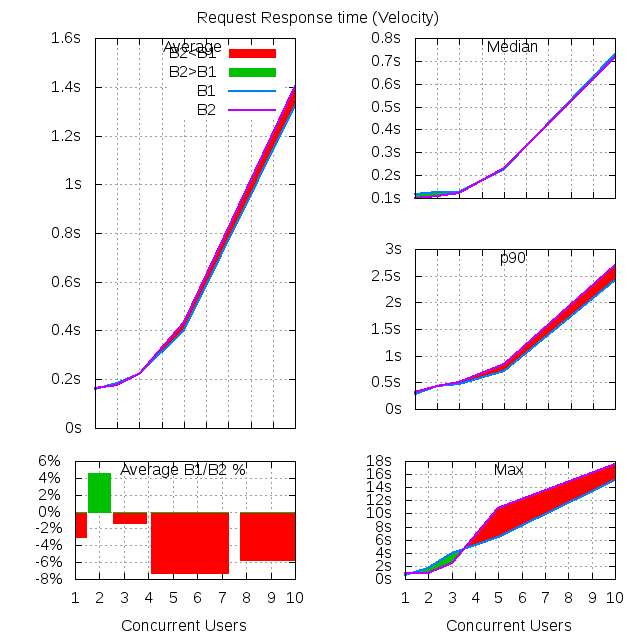 Request Response time (Velocity)
Average
B2<B1
B2>B1
B1
B2
1.6s
1.4s
1.2s
1s
0.8s
0.6s
0.4s
0.2s
0s
Median
0.8s
0.7s
0.6s
0.5s
0.4s
0.3s
0.2s
0.1s
p90
3s
2.5s
2s
1.5s
1s
0.5s
0s
Average B1/B2 %
6%
4%
2%
0%
-2%
-4%
-6%
-8%
1 2 3 4 5 6 7 8 9 10
Concurrent Users
Max
18s
16s
14s
12s
10s
8s
6s
4s
2s
0s
1 2 3 4 5 6 7 8 9 10
Concurrent Users